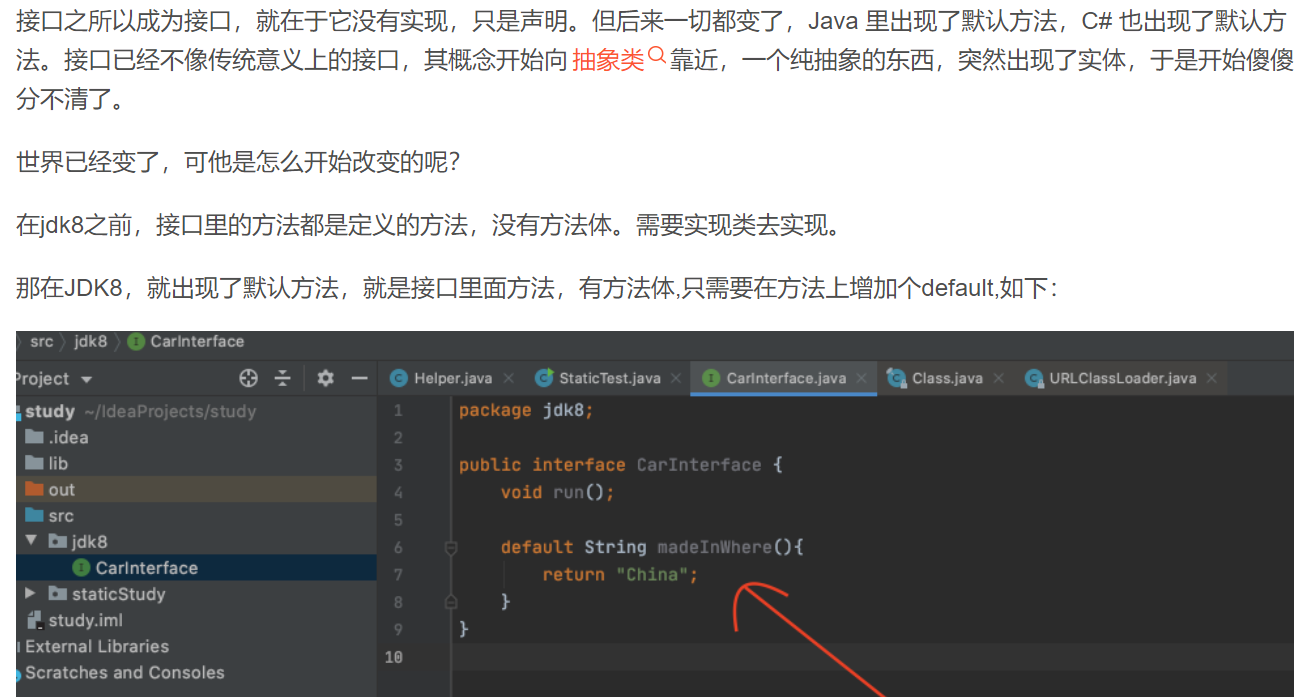 接口之所以成为接口，就在于它没有实现，只是声明。但后来一切都变了，Java 里出现了默认方法，C# 也出现了默认方
法。接口已经不像传统意义上的接口，其概念开始向 抽象类 靠近，一个纯抽象的东西，突然出现了实体，于是开始傻傻
分不清了。
世界已经变了，可他是怎么开始改变的呢？
在jdk8之前，接口里的方法都是定义的方法，没有方法体。需要实现类去实现。
那在JDK8，就出现了默认方法，就是接口里面方法，有方法体,只需要在方法上增加个default,如下：
src jdk8 I CarInterface
Project
Helper.java StaticTest.java CarInterface.java Class.java URLClassLoader.java
study ~/IdeaProjects/study
.idea
lib
out
src
jdk8
I CarInterface
staticStudy
study.iml
External Libraries
Scratches and Consoles
1 package jdk8;
2
3 public interface CarInterface {
4 void run();
5
6 default String madeInWhere(){
7 return "China";
8 }
9 }
10